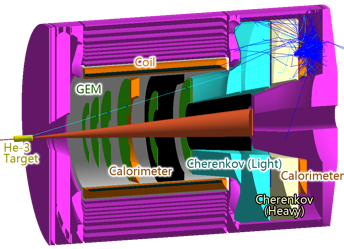 Coil
GEM
He-3
Target
Calorimeter
Cherenkov (Light)
Calorimeter
Cherenkov
(Heavy)